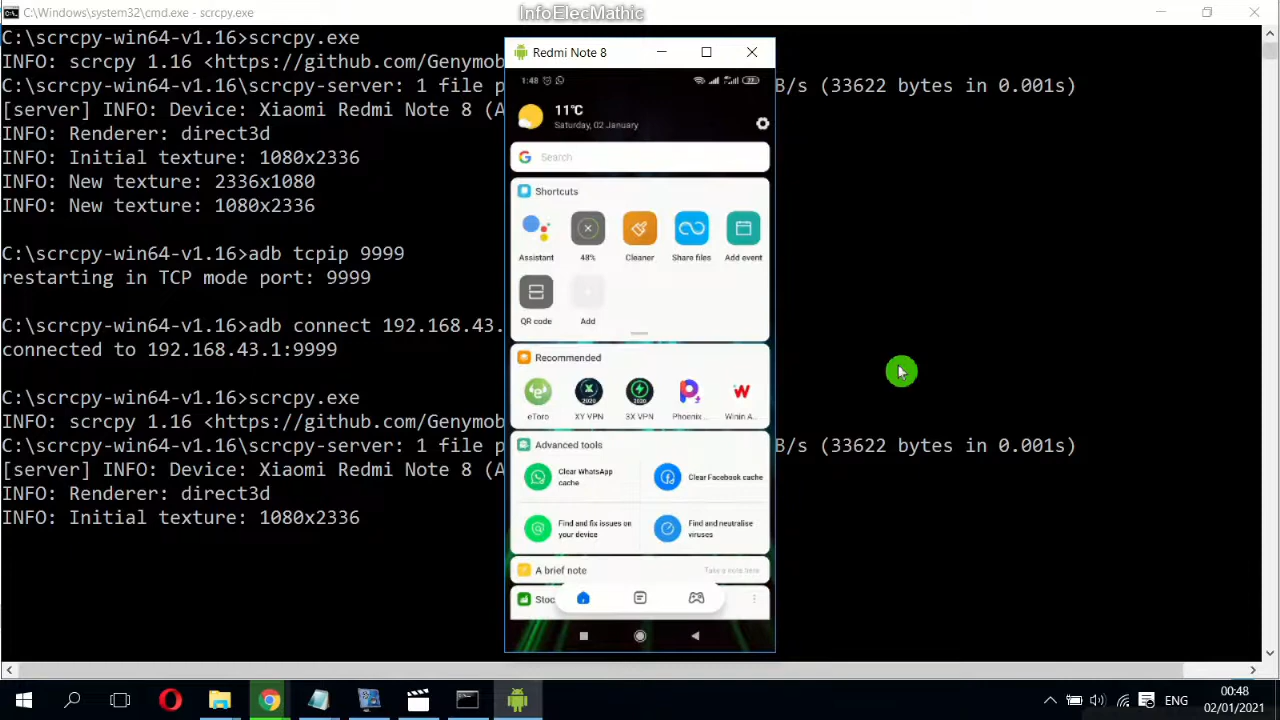 C:\Windows\system32\cmd.exe - scrcpy.exe
InfoElecMathic
C:\scrcpy-win64-v1.16>scrcpy.exe
INFO: scrcpy 1.16 <https://github.com/Genymob
C:\scrcpy-win64-v1.16\scrcpy-server: 1 file p
B/s (33622 bytes in 0.001s)
[server] INFO: Device: Xiaomi Redmi Note 8 (A
INFO: Renderer: direct3d
INFO: Initial texture: 1080x2336
INFO: New texture: 2336x1080
INFO: New texture: 1080x2336
C:\scrcpy-win64-v1.16>adb tcpip 9999
restarting in TCP mode port: 9999
C:\scrcpy-win64-v1.16>adb connect 192.168.43.
connected to 192.168.43.1:9999
C:\scrcpy-win64-v1.16>scrcpy.exe
INFO: scrcpy 1.16 <https://github.com/Genymob
C:\scrcpy-win64-v1.16\scrcpy-server: 1 file p
B/s (33622 bytes in 0.001s)
[server] INFO: Device: Xiaomi Redmi Note 8 (A
INFO: Renderer: direct3d
INFO: Initial texture: 1080x2336
Redmi Note 8
1:48
11°C
Saturday, 02 January
Search
Shortcuts
Assistant
48%
Cleaner
Share files
Add event
QR code
Add
Recommended
eToro
XY VPN
3X VPN
Phoenix ...
Winin A...
Advanced tools
Clear WhatsApp
cache
Clear Facebook cache
Find and fix issues on
your device
Find and neutralise
viruses
A brief note
Take a note here
Stoc
ENG
00:48
02/01/2021